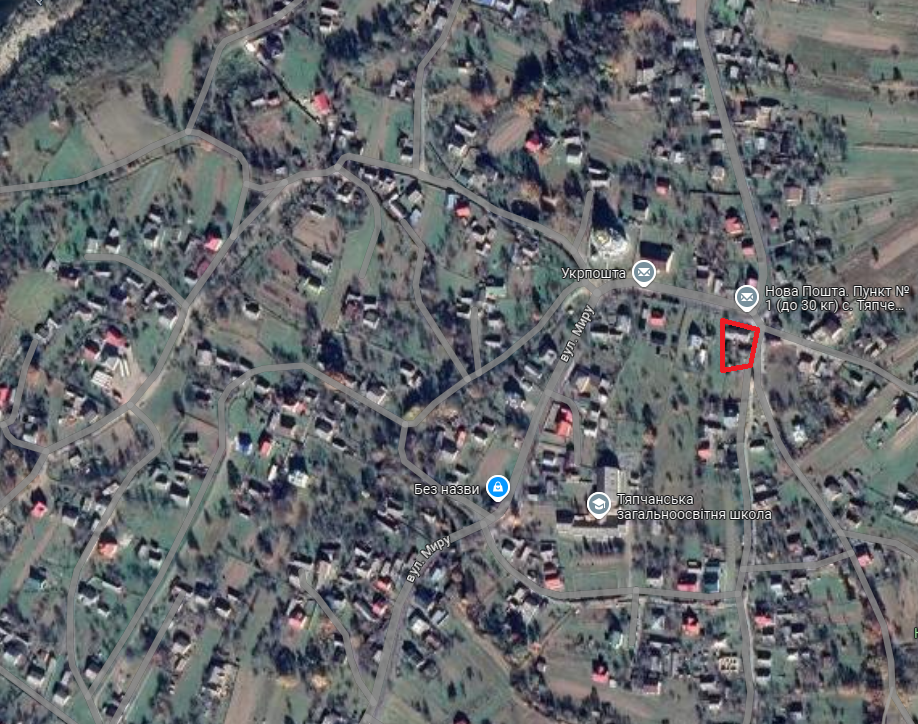 Укрпошта
Нова Пошта. Пункт №
1 (до 30 кг) с. Тяпче...
вул. Миру
Без назви
Тяпчанська
загальноосвітня школа
вул. Миру